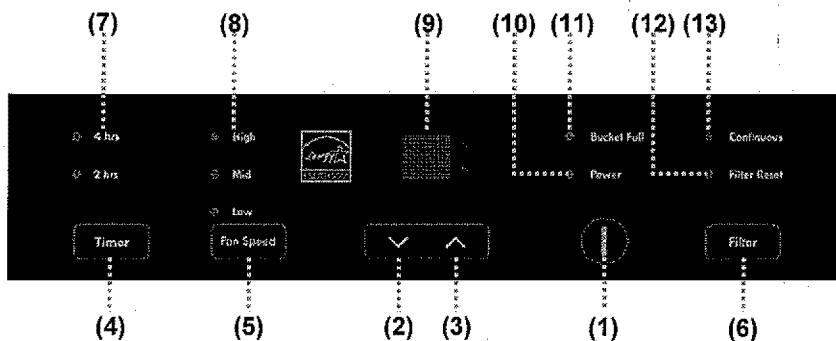 (7) (8) (9) (10) (11) (12) (13)
4 hrs High Bucket Full Continuous
2 hrs Mid Power Filter Reset
Low
Timer Fan Speed Filter
(4) (5) (2) (3) (1) (6)